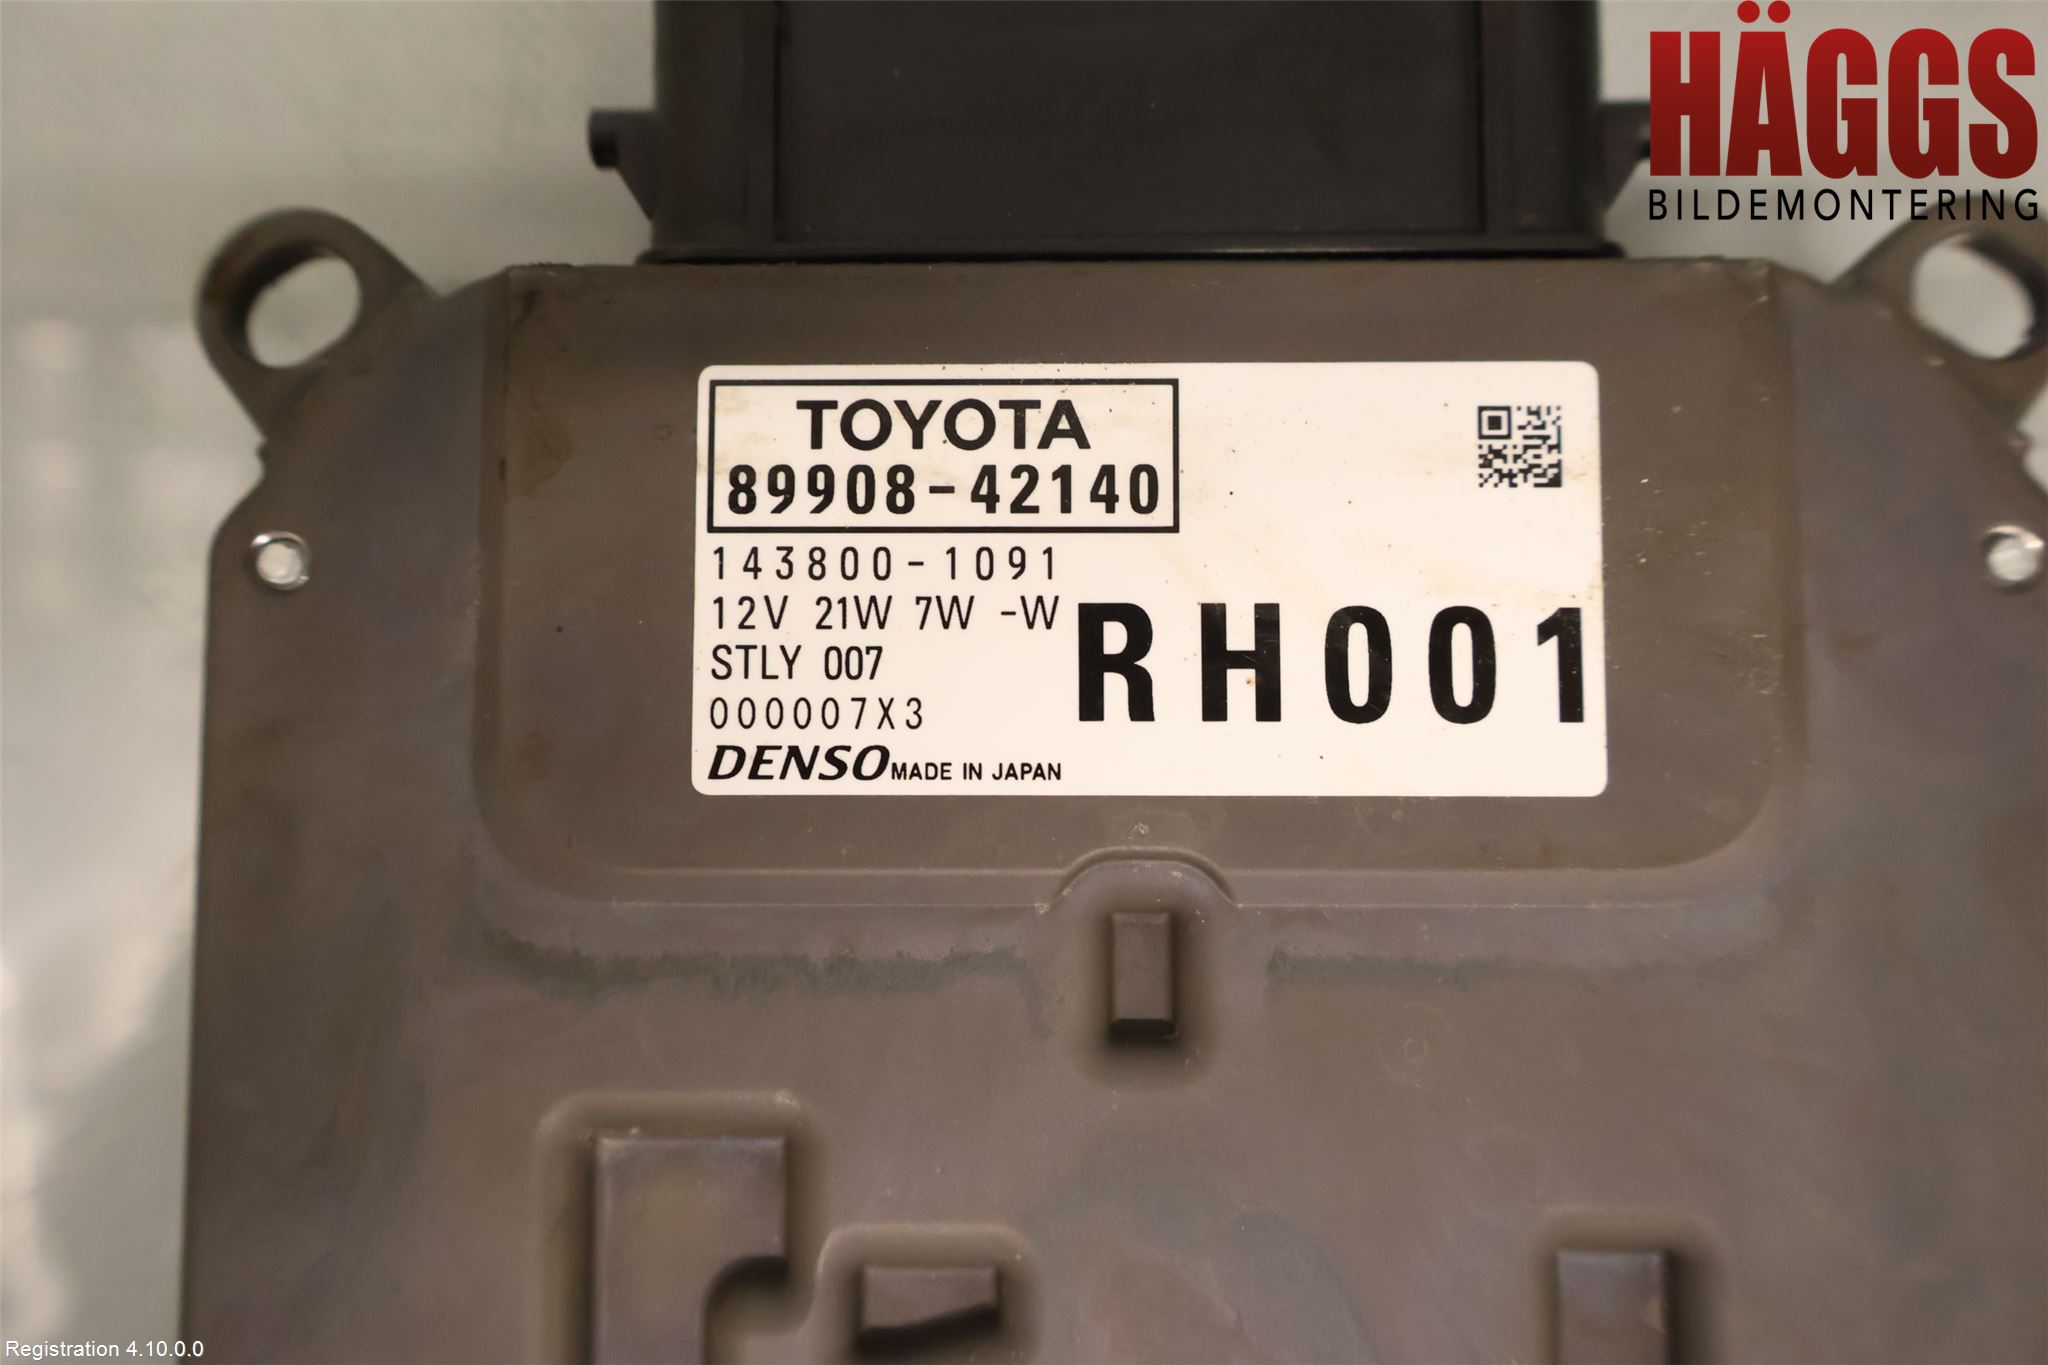 HÄGGS
BILDEMONTERING
TOYOTA
89908-42140
143800-1091
12V 21W 7W -W
STLY 007
000007X3
RH001
DENSO MADE IN JAPAN
Registration 4.10.0.0